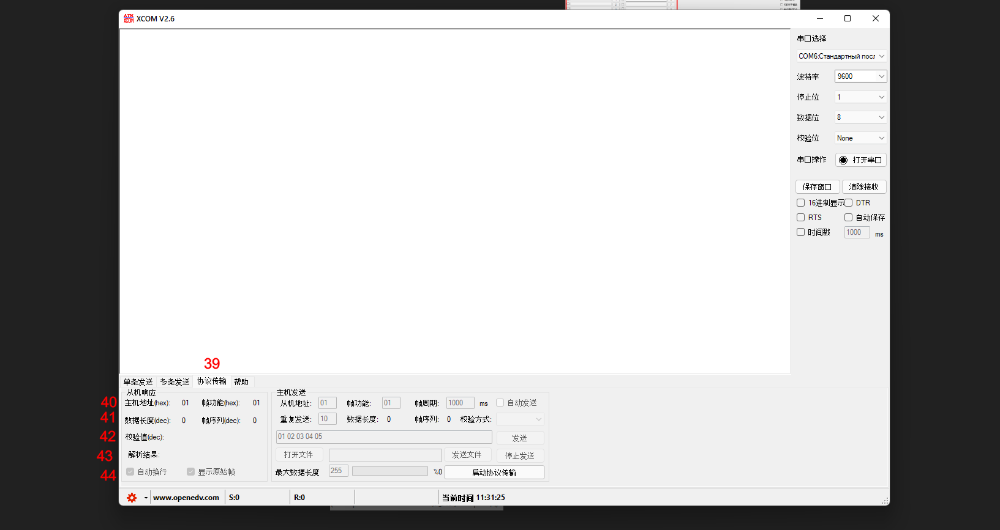 ATK XCOM XCOM V2.6
串口选择
COM6:Стандартный посл
波特率 9600
停止位 1
数据位 8
校验位 None
串口操作 打开串口
保存窗口 清除接收
16进制显示 DTR
RTS 自动保存
时间戳 1000 ms
39
单条发送 多条发送 协议传输 帮助
从机响应
40 主机地址(hex): 01 帧功能(hex): 01
41 数据长度(dec): 0 帧序列(dec): 0
42 校验值(dec):
43 解析结果:
44 自动换行 显示原始帧
主机发送
从机地址: 01 帧功能: 01 帧周期: 1000 ms 自动发送
重复发送: 10 数据长度: 0 帧序列: 0 校验方式:
01 02 03 04 05 发送
打开文件 发送文件 停止发送
最大数据长度 255 %0 启动协议传输
www.openedv.com S:0 R:0 当前时间 11:31:25